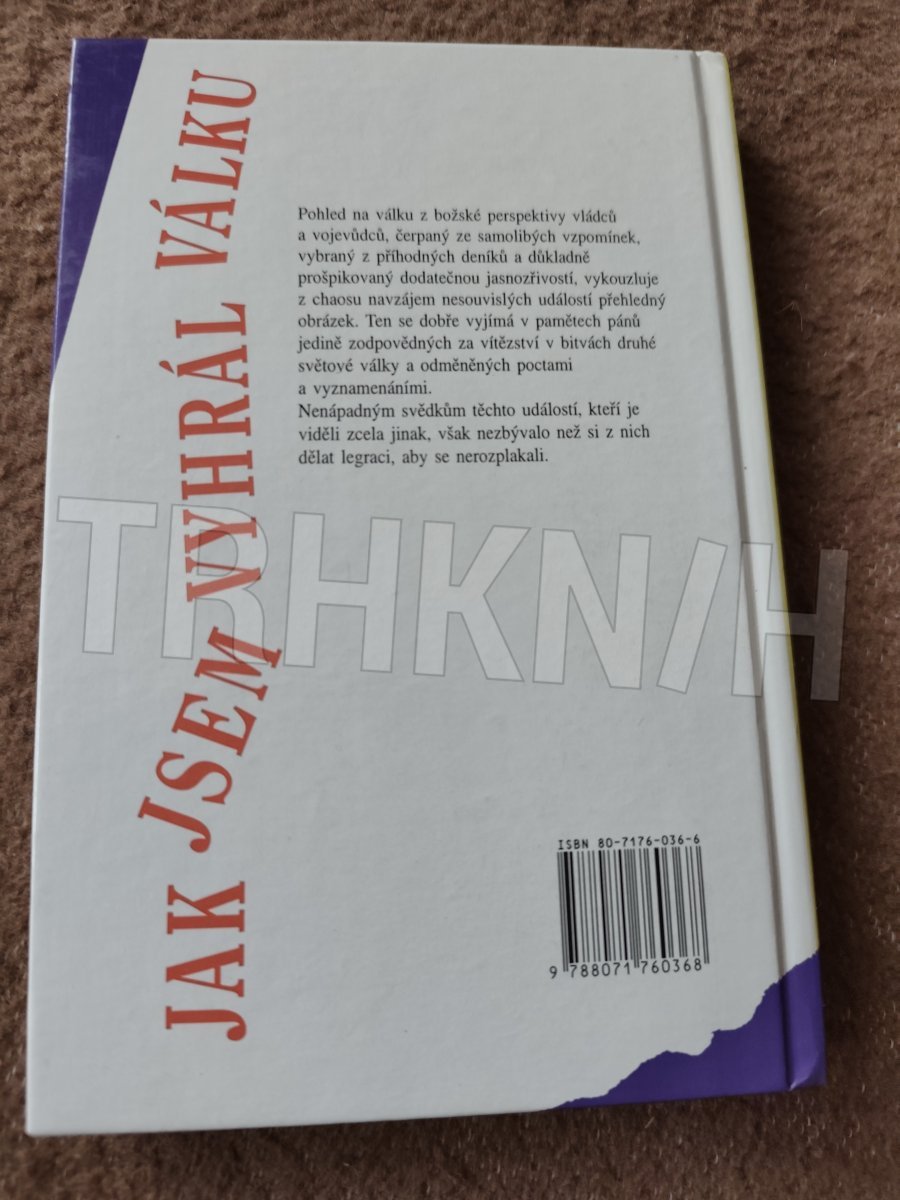 JAK JSEM VYHRÁL VÁLKU
Pohled na válku z božské perspektivy vládců
a vojevůdců, čerpaný ze samolibých vzpomínek,
vybraný z příhodných deníků a důkladně
prošpikovaný dodatečnou jasnozřivostí, vykouzluje
z chaosu navzájem nesouvislých událostí přehledný
obrázek. Ten se dobře vyjímá v pamětech pánů
jedině zodpovědných za vítězství v bitvách druhé
světové války a odměněných poctami
a vyznamenáními.
Nenápadným svědkům těchto událostí, kteří je
viděli zcela jinak, však nezbývalo než si z nich
dělat legraci, aby se nerozplakali.
TRHKN/H
ISBN 80-7176-036-6
9 788071 760368